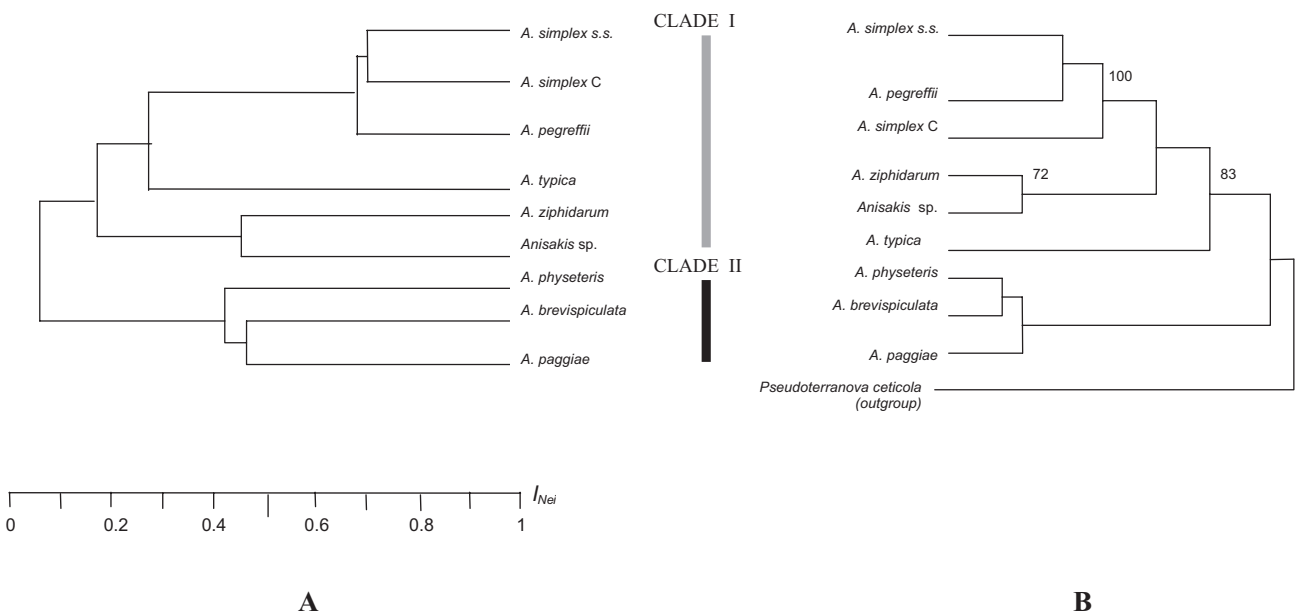 A. simplex s.s.
A. simplex C
A. pegreffii
A. typica
A. ziphidarum
Anisakis sp.
A. physeteris
A. brevispiculata
A. paggiae
0
0.2
0.4
0.6
0.8
1
I Nei
A
CLADE I
CLADE II
A. simplex s.s.
A. pegreffii
A. simplex C
A. ziphidarum
Anisakis sp.
A. typica
A. physeteris
A. brevispiculata
A. paggiae
Pseudoterranova ceticola
(outgroup)
100
72
83
B